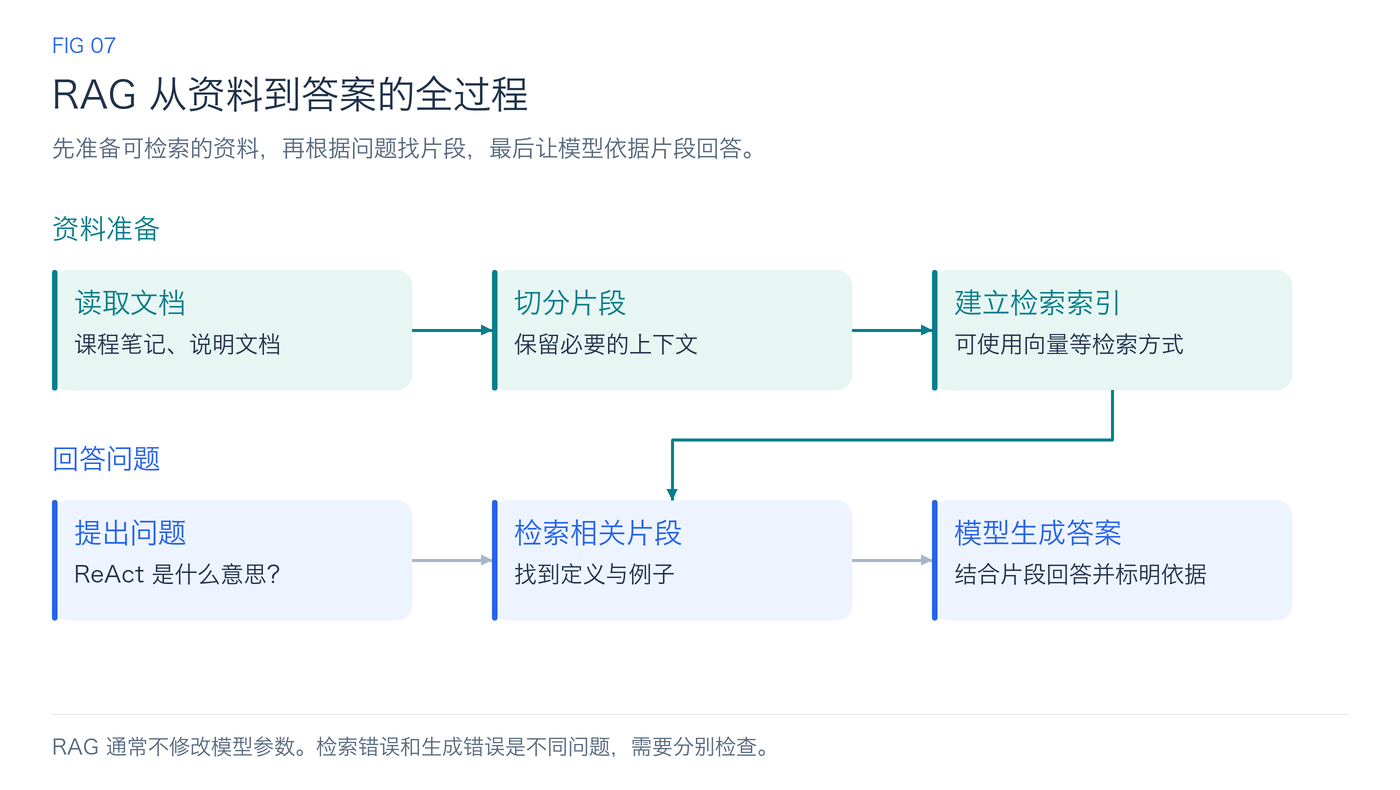 FIG 07
RAG 从资料到答案的全过程
先准备可检索的资料，再根据问题找片段，最后让模型依据片段回答。
资料准备
读取文档
课程笔记、说明文档
切分片段
保留必要的上下文
建立检索索引
可使用向量等检索方式
回答问题
提出问题
ReAct 是什么意思？
检索相关片段
找到定义与例子
模型生成答案
结合片段回答并标明依据
RAG 通常不修改模型参数。检索错误和生成错误是不同问题，需要分别检查。